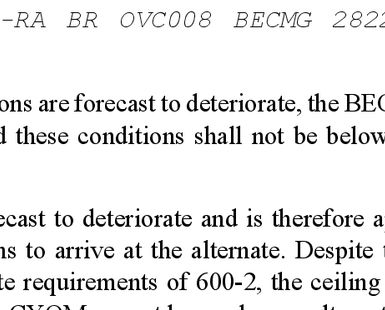 -RA BR OVC008 BECMG 2822
ons are forecast to deteriorate, the BEC
d these conditions shall not be below
ecast to deteriorate and is therefore a
ns to arrive at the alternate. Despite
te requirements of 600-2, the ceiling